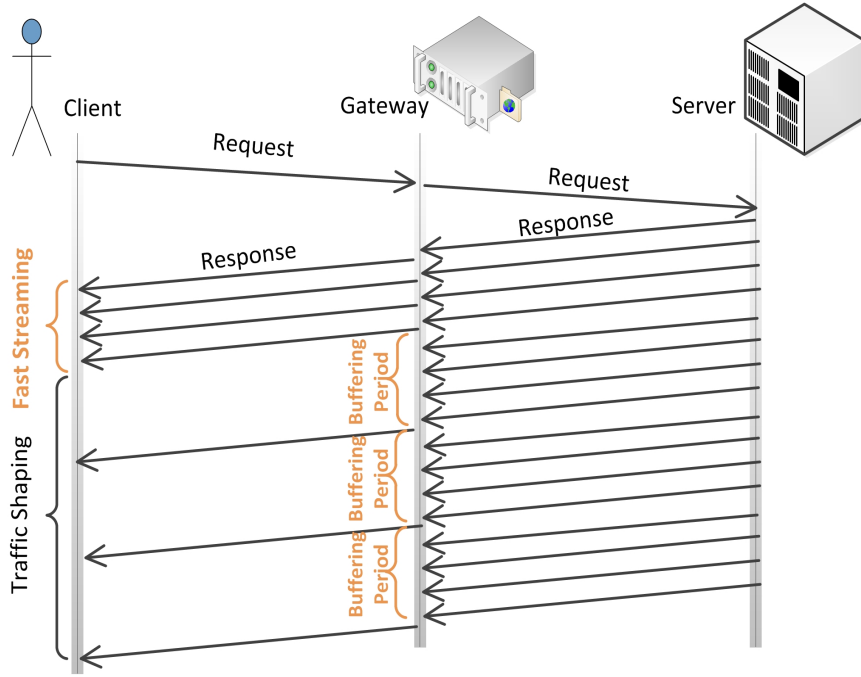 Client
Gateway
Server
Request
Request
Response
Response
Fast Streaming
Traffic Shaping
Buffering
Period
Buffering
Period
Buffering
Period